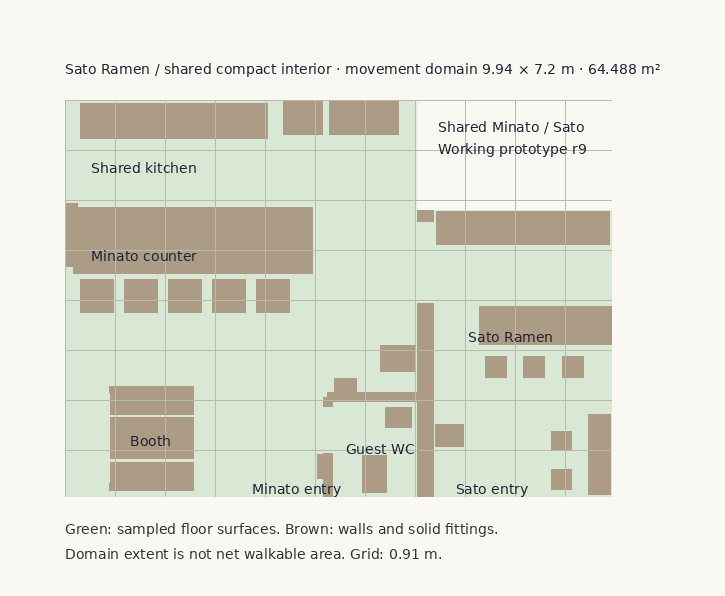 Sato Ramen / shared compact interior · movement domain 9.94 × 7.2 m · 64.488 m²
Shared Minato / Sato
Working prototype r9
Shared kitchen
Minato counter
Sato Ramen
Booth
Guest WC
Minato entry
Sato entry
Green: sampled floor surfaces. Brown: walls and solid fittings.
Domain extent is not net walkable area. Grid: 0.91 m.